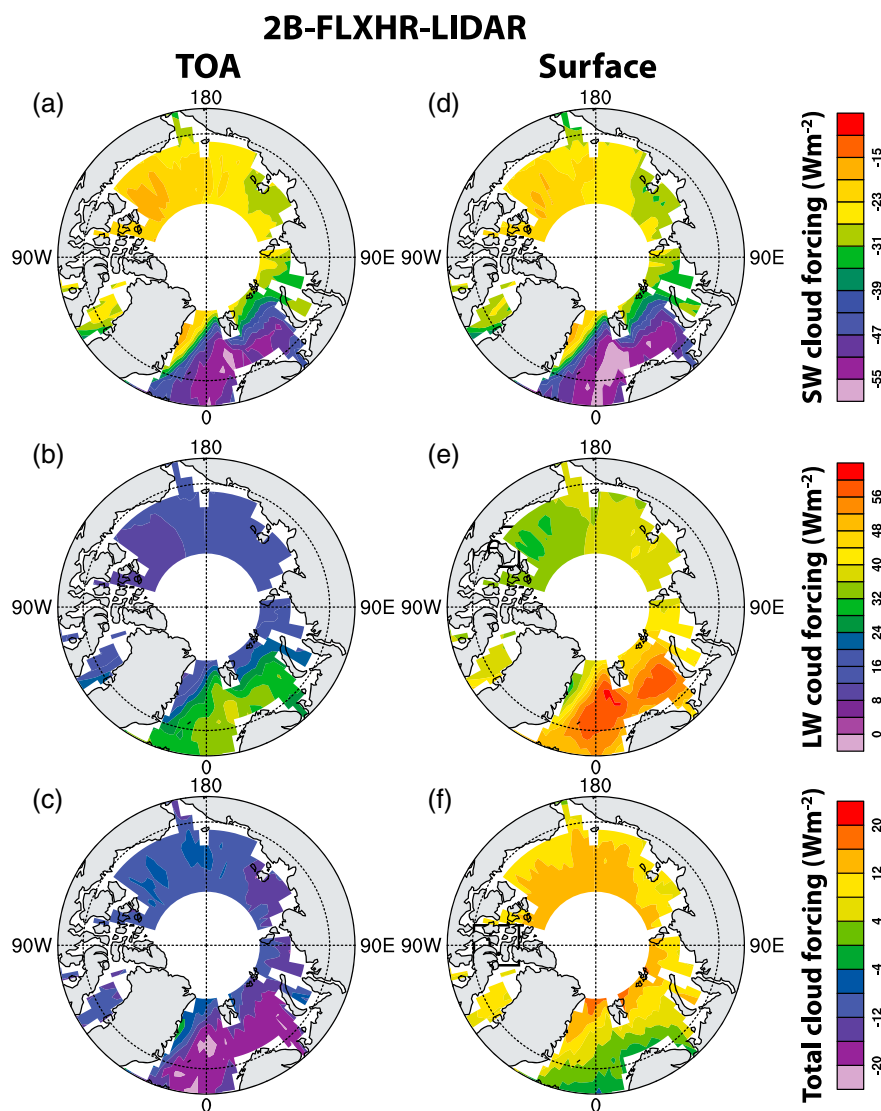 2B-FLXHR-LIDAR
TOA
Surface
(a)
180
90W
90E
0
(d)
180
90W
90E
0
SW cloud forcing (Wm-2)
-15
-23
-31
-39
-47
-55
(b)
180
90W
90E
0
(e)
180
90W
90E
0
LW coud forcing (Wm-2)
56
48
40
32
24
16
8
0
(c)
180
90W
90E
0
(f)
180
90W
90E
0
Total cloud forcing (Wm-2)
20
12
4
-4
-12
-20